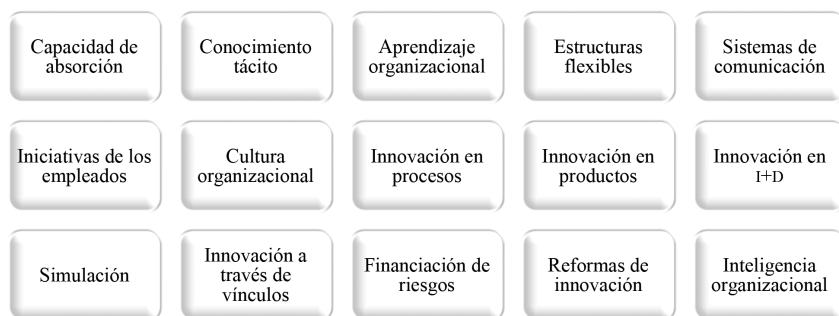 Capacidad de
absorción
Conocimiento
tácito
Aprendizaje
organizacional
Estructuras
flexibles
Sistemas de
comunicación
Iniciativas de los
empleados
Cultura
organizacional
Innovación en
procesos
Innovación en
productos
Innovación en
I+D
Simulación
Innovación a
través de
vínculos
Financiación de
riesgos
Reformas de
innovación
Inteligencia
organizacional